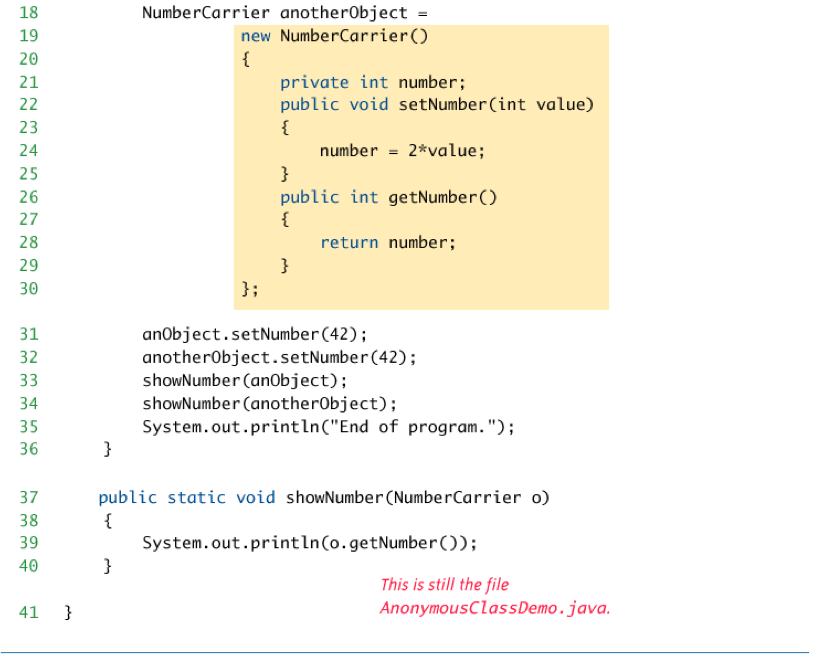 18 NumberCarrier anotherObject =
19 new NumberCarrier()
20 {
21 private int number;
22 public void setNumber(int value)
23 {
24 number = 2*value;
25 }
26 public int getNumber()
27 {
28 return number;
29 }
30 };
31 anObject.setNumber(42);
32 anotherObject.setNumber(42);
33 showNumber(anObject);
34 showNumber(anotherObject);
35 System.out.println("End of program.");
36 }
37 public static void showNumber(NumberCarrier o)
38 {
39 System.out.println(o.getNumber());
40 }
This is still the file
AnonymousClassDemo.java.
41 }